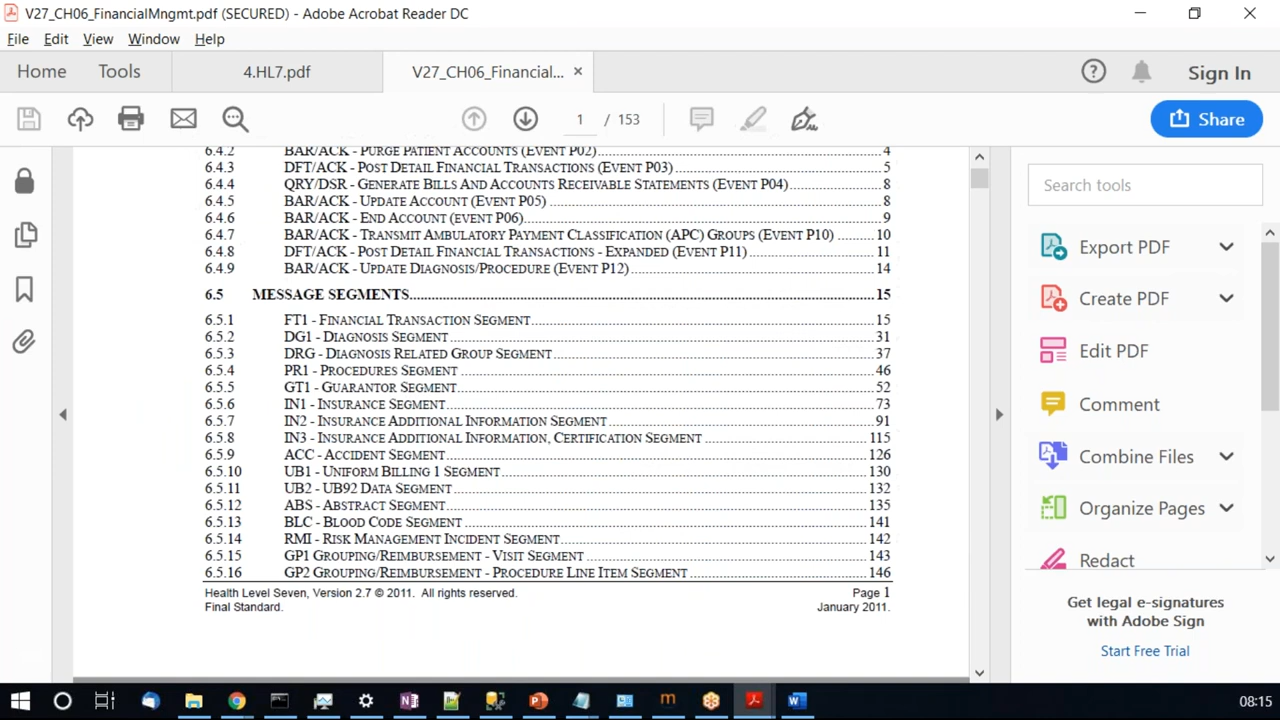 V27_CH06_FinancialMngmt.pdf (SECURED) - Adobe Acrobat Reader DC
File Edit View Window Help
Home Tools 4.HL7.pdf V27_CH06_Financial... × Sign In
1 / 153 Share
6.4.2 BAR/ACK - PURGE PATIENT ACCOUNTS (EVENT P02) 4
6.4.3 DFT/ACK - POST DETAIL FINANCIAL TRANSACTIONS (EVENT P03) 5
6.4.4 QRY/DSR - GENERATE BILLS AND ACCOUNTS RECEIVABLE STATEMENTS (EVENT P04) 8
6.4.5 BAR/ACK - UPDATE ACCOUNT (EVENT P05) 8
6.4.6 BAR/ACK - END ACCOUNT (EVENT P06) 9
6.4.7 BAR/ACK - TRANSMIT AMBULATORY PAYMENT CLASSIFICATION (APC) GROUPS (EVENT P10) 10
6.4.8 DFT/ACK - POST DETAIL FINANCIAL TRANSACTIONS - EXPANDED (EVENT P11) 11
6.4.9 BAR/ACK - UPDATE DIAGNOSIS/PROCEDURE (EVENT P12) 14
6.5 MESSAGE SEGMENTS 15
6.5.1 FT1 - FINANCIAL TRANSACTION SEGMENT 15
6.5.2 DG1 - DIAGNOSIS SEGMENT 31
6.5.3 DRG - DIAGNOSIS RELATED GROUP SEGMENT 37
6.5.4 PR1 - PROCEDURES SEGMENT 46
6.5.5 GT1 - GUARANTOR SEGMENT 52
6.5.6 IN1 - INSURANCE SEGMENT 73
6.5.7 IN2 - INSURANCE ADDITIONAL INFORMATION SEGMENT 91
6.5.8 IN3 - INSURANCE ADDITIONAL INFORMATION, CERTIFICATION SEGMENT 115
6.5.9 ACC - ACCIDENT SEGMENT 126
6.5.10 UB1 - UNIFORM BILLING 1 SEGMENT 130
6.5.11 UB2 - UB92 DATA SEGMENT 132
6.5.12 ABS - ABSTRACT SEGMENT 135
6.5.13 BLC - BLOOD CODE SEGMENT 141
6.5.14 RMI - RISK MANAGEMENT INCIDENT SEGMENT 142
6.5.15 GP1 GROUPING/REIMBURSEMENT - VISIT SEGMENT 143
6.5.16 GP2 GROUPING/REIMBURSEMENT - PROCEDURE LINE ITEM SEGMENT 146
Health Level Seven, Version 2.7 © 2011. All rights reserved. Page 1
Final Standard. January 2011.
Search tools
Export PDF
Create PDF
Edit PDF
Comment
Combine Files
Organize Pages
Redact
Get legal e-signatures
with Adobe Sign
Start Free Trial
08:15